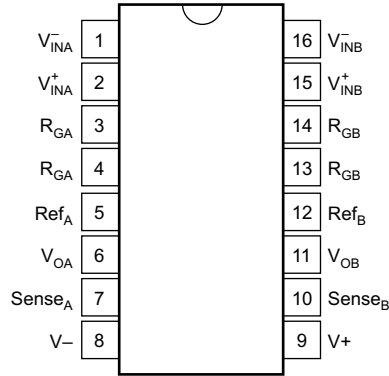 V−INA 1 16 V−INB
V+INA 2 15 V+INB
RGA 3 14 RGB
RGA 4 13 RGB
RefA 5 12 RefB
VOA 6 11 VOB
SenseA 7 10 SenseB
V– 8 9 V+